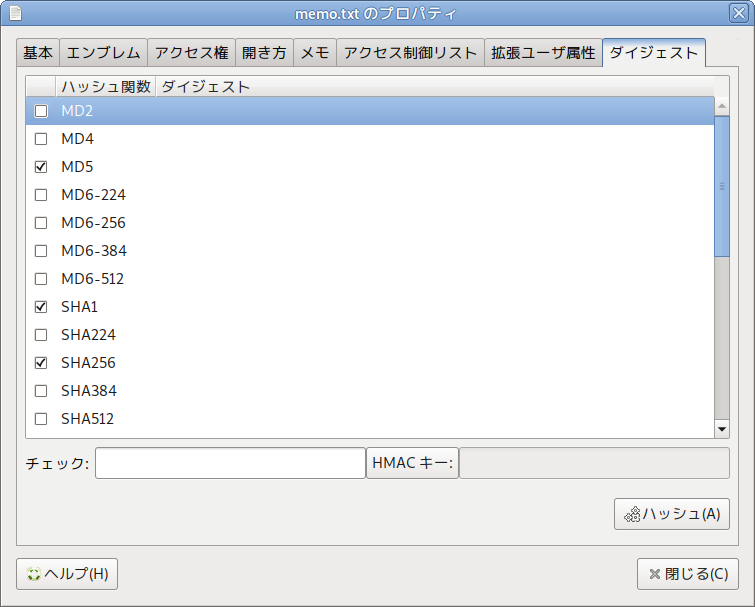 memo.txt のプロパティ
基本 エンブレム アクセス権 開き方 メモ アクセス制御リスト 拡張ユーザ属性 ダイジェスト
ハッシュ関数 ダイジェスト
MD2
MD4
MD5
MD6-224
MD6-256
MD6-384
MD6-512
SHA1
SHA224
SHA256
SHA384
SHA512
チェック: HMAC キー:
ハッシュ(A)
ヘルプ(H) 閉じる(C)